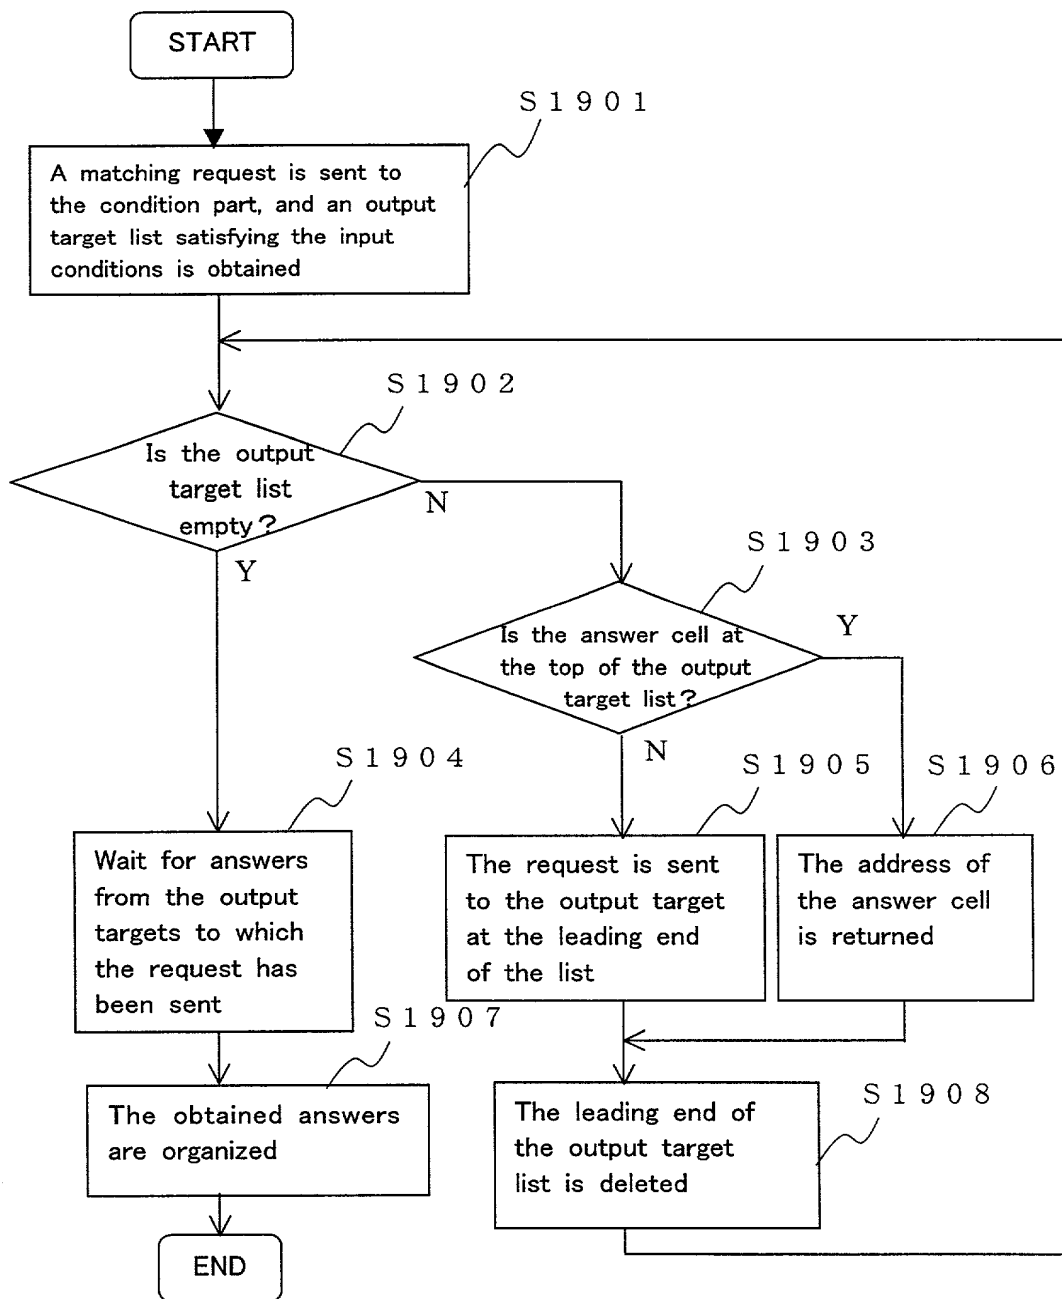 START
S1901
A matching request is sent to
the condition part, and an output
target list satisfying the input
conditions is obtained
S1902
Is the output
target list
empty?
N
Y
S1903
Is the answer cell at
the top of the output
target list?
Y
N
S1904
Wait for answers
from the output
targets to which
the request has
been sent
S1905
The request is sent
to the output target
at the leading end
of the list
S1906
The address of
the answer cell
is returned
S1907
The obtained answers
are organized
S1908
The leading end of
the output target
list is deleted
END